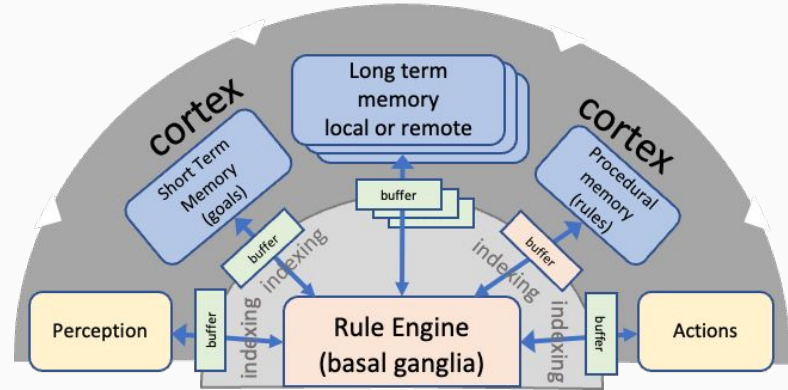 cortex
Long term
memory
local or remote
cortex
Short Term
Memory
(goals)
Procedural
memory
(rules)
buffer
buffer
indexing
indexing
buffer
Perception
buffer
indexing
Rule Engine
(basal ganglia)
indexing
buffer
Actions